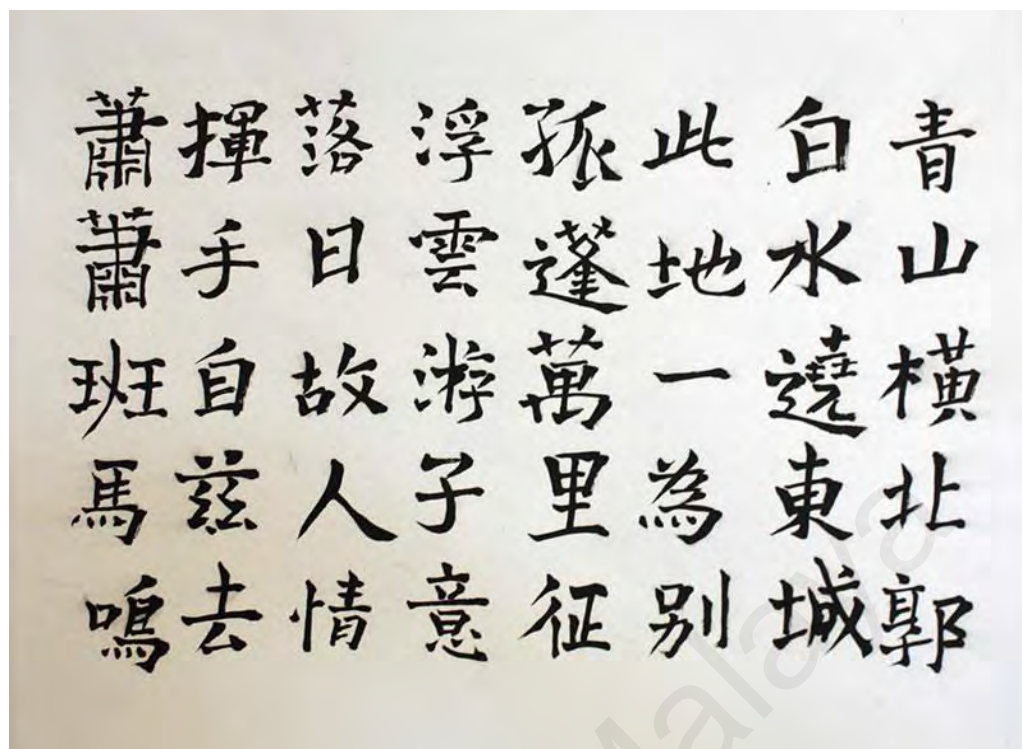 青山橫北郭
白水遶東城
此地一為別
孤蓬萬里征
浮雲游子意
落日故人情
揮手自茲去
蕭蕭班馬鳴
Malaya